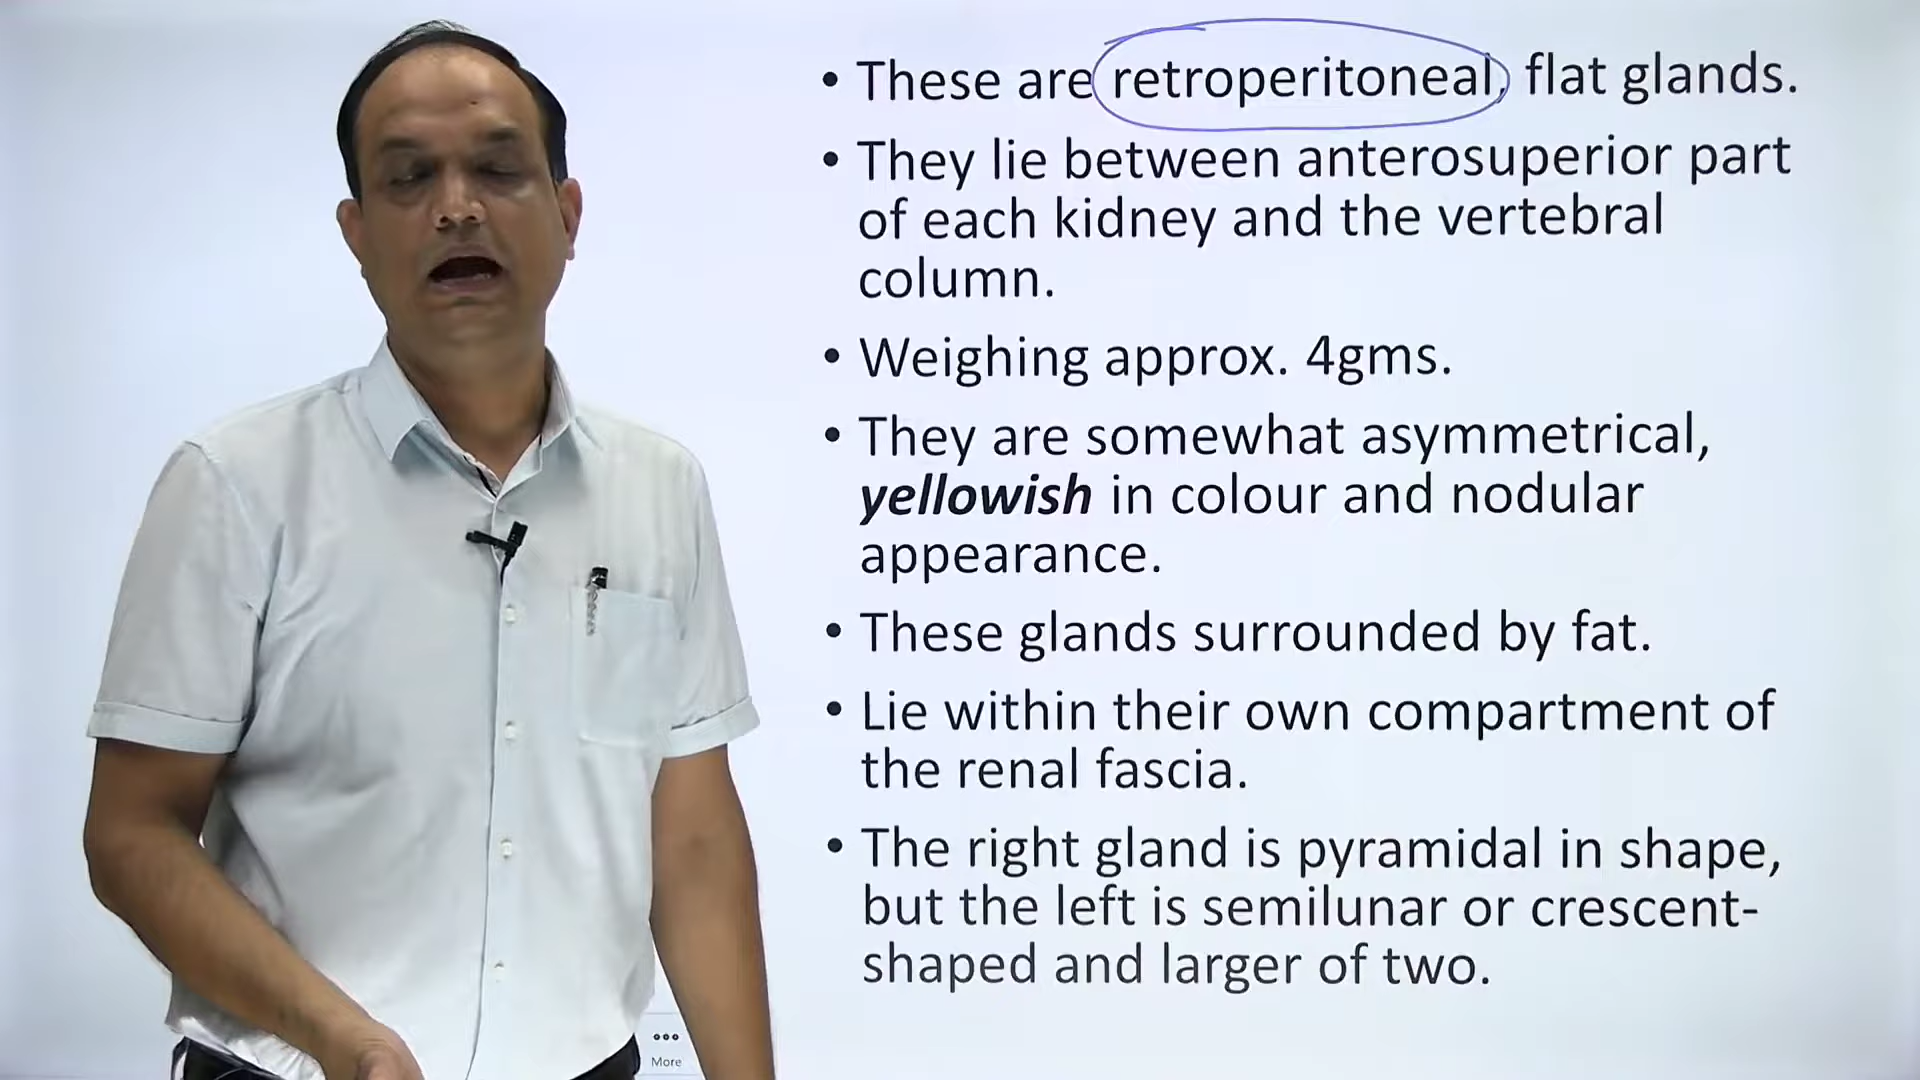 • These are retroperitoneal, flat glands.
• They lie between anterosuperior part
of each kidney and the vertebral
column.
• Weighing approx. 4gms.
• They are somewhat asymmetrical,
yellowish in colour and nodular
appearance.
• These glands surrounded by fat.
• Lie within their own compartment of
the renal fascia.
• The right gland is pyramidal in shape,
but the left is semilunar or crescent-
shaped and larger of two.
More